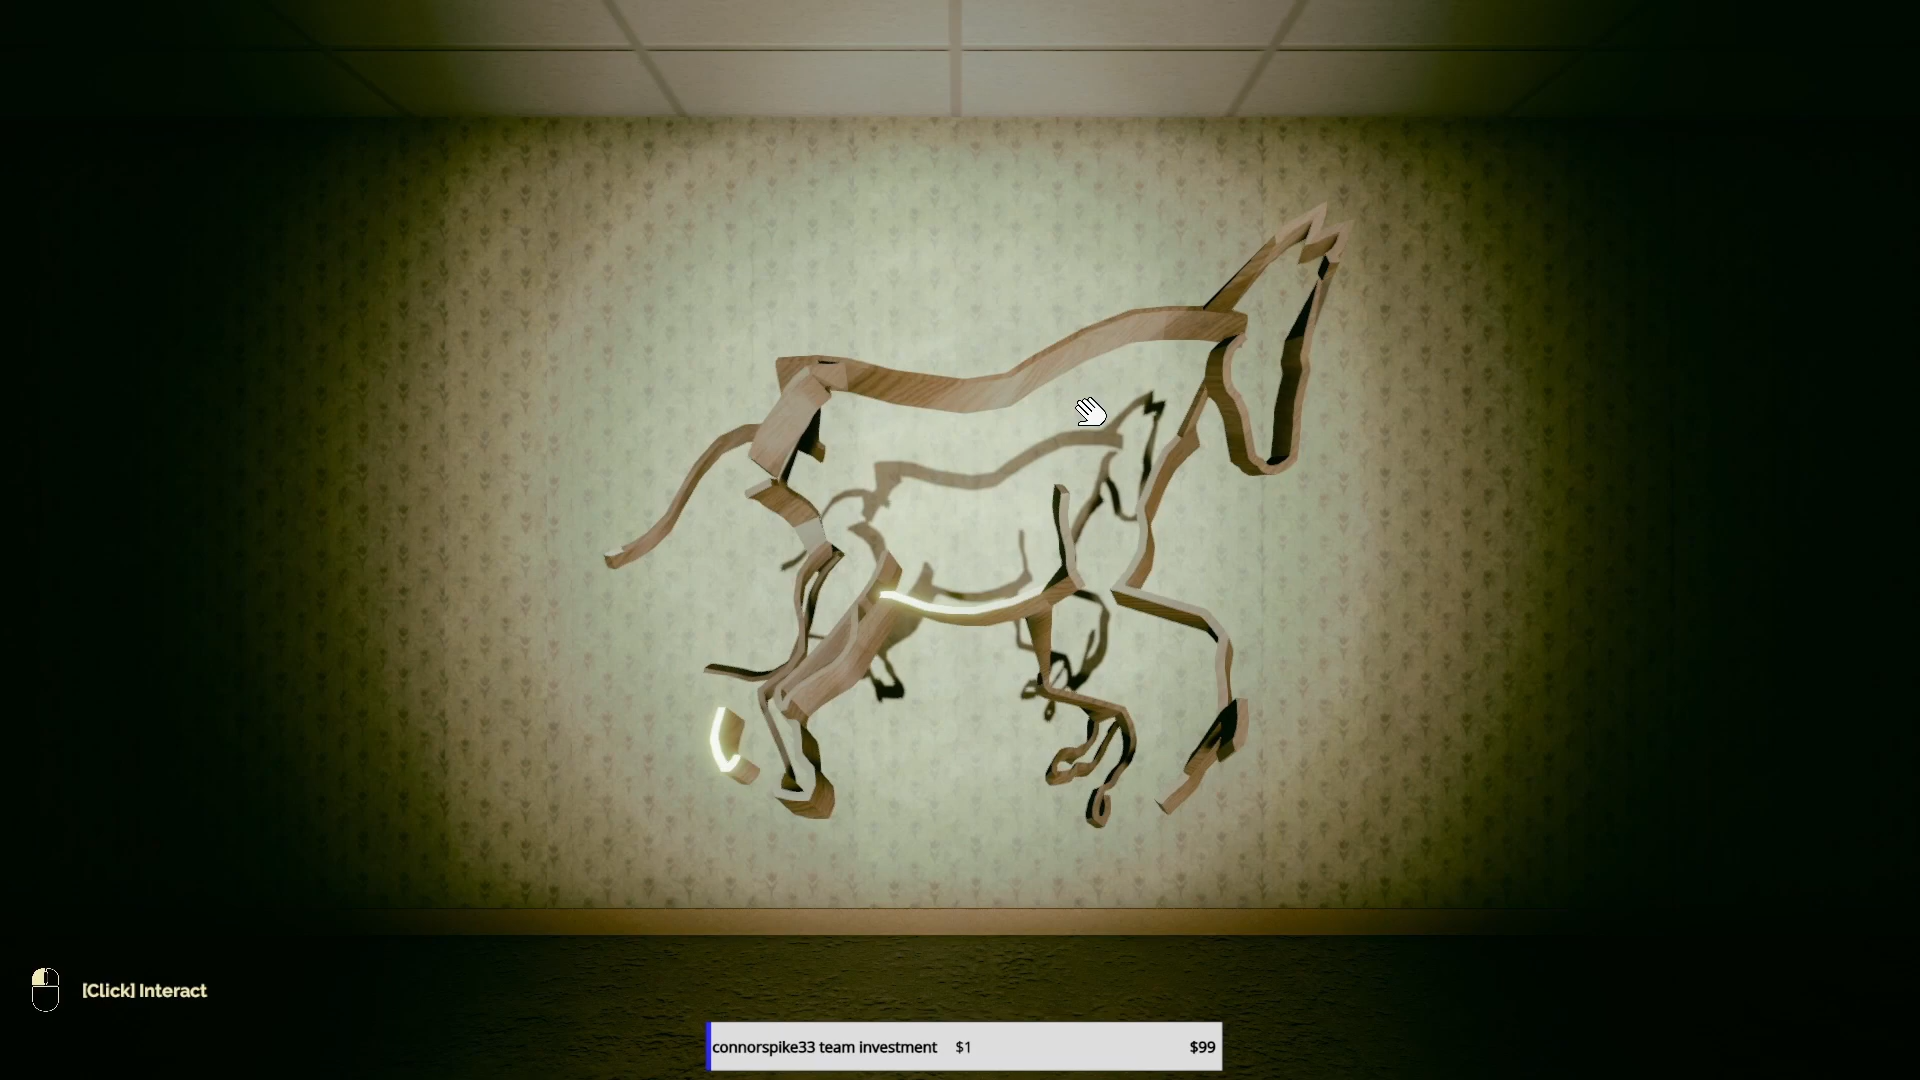 [Click] Interact
connorspike33 team investment $1 $99